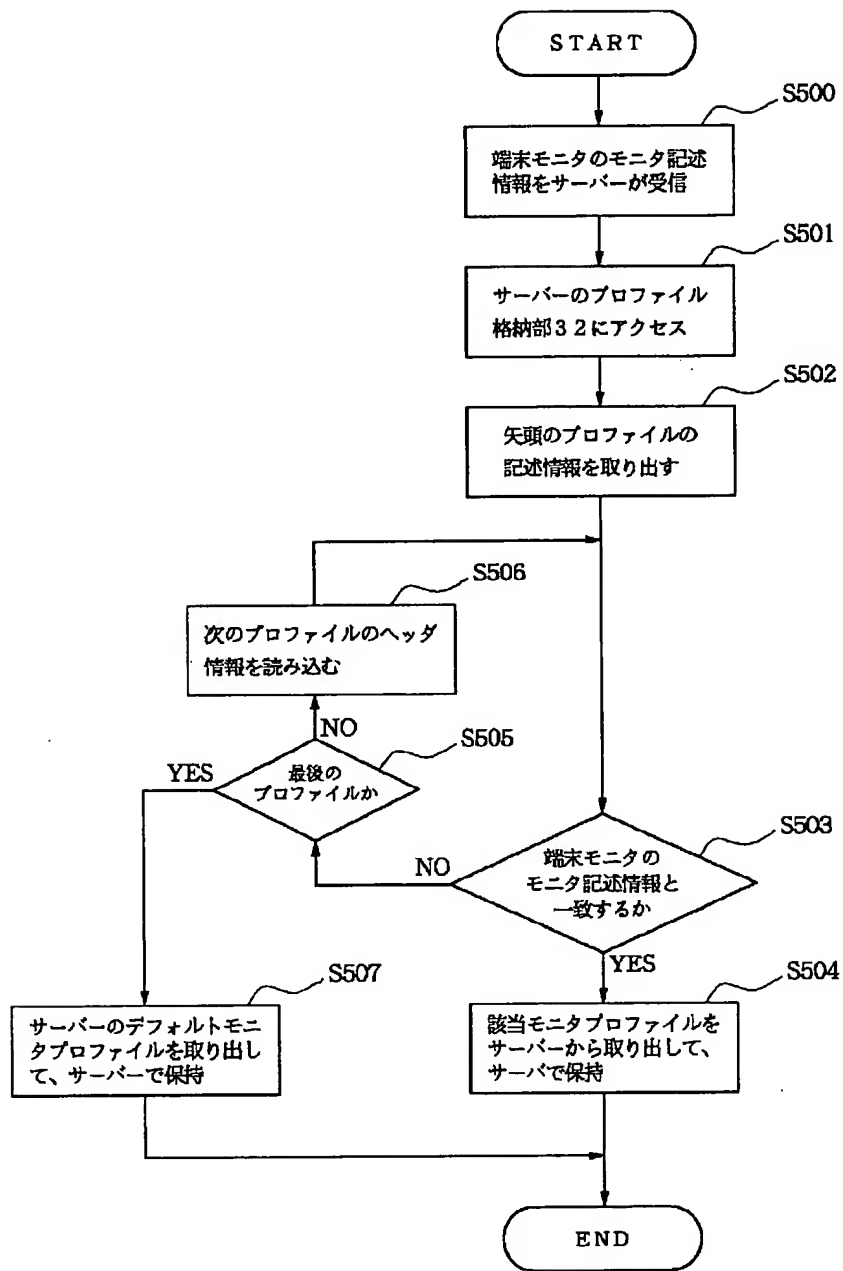 START
S500
端末モニタのモニタ記述
情報をサーバーが受信
S501
サーバーのプロファイル
格納部32にアクセス
S502
矢頭のプロファイルの
記述情報を取り出す
S506
次のプロファイルのヘッダ
情報を読み込む
NO
S505
YES
最後の
プロファイルか
S503
NO
端末モニタの
モニタ記述情報と
一致するか
YES
S507
サーバーのデフォルトモニ
タプロファイルを取り出し
て、サーバーで保持
S504
該当モニタプロファイルを
サーバーから取り出して、
サーバで保持
END